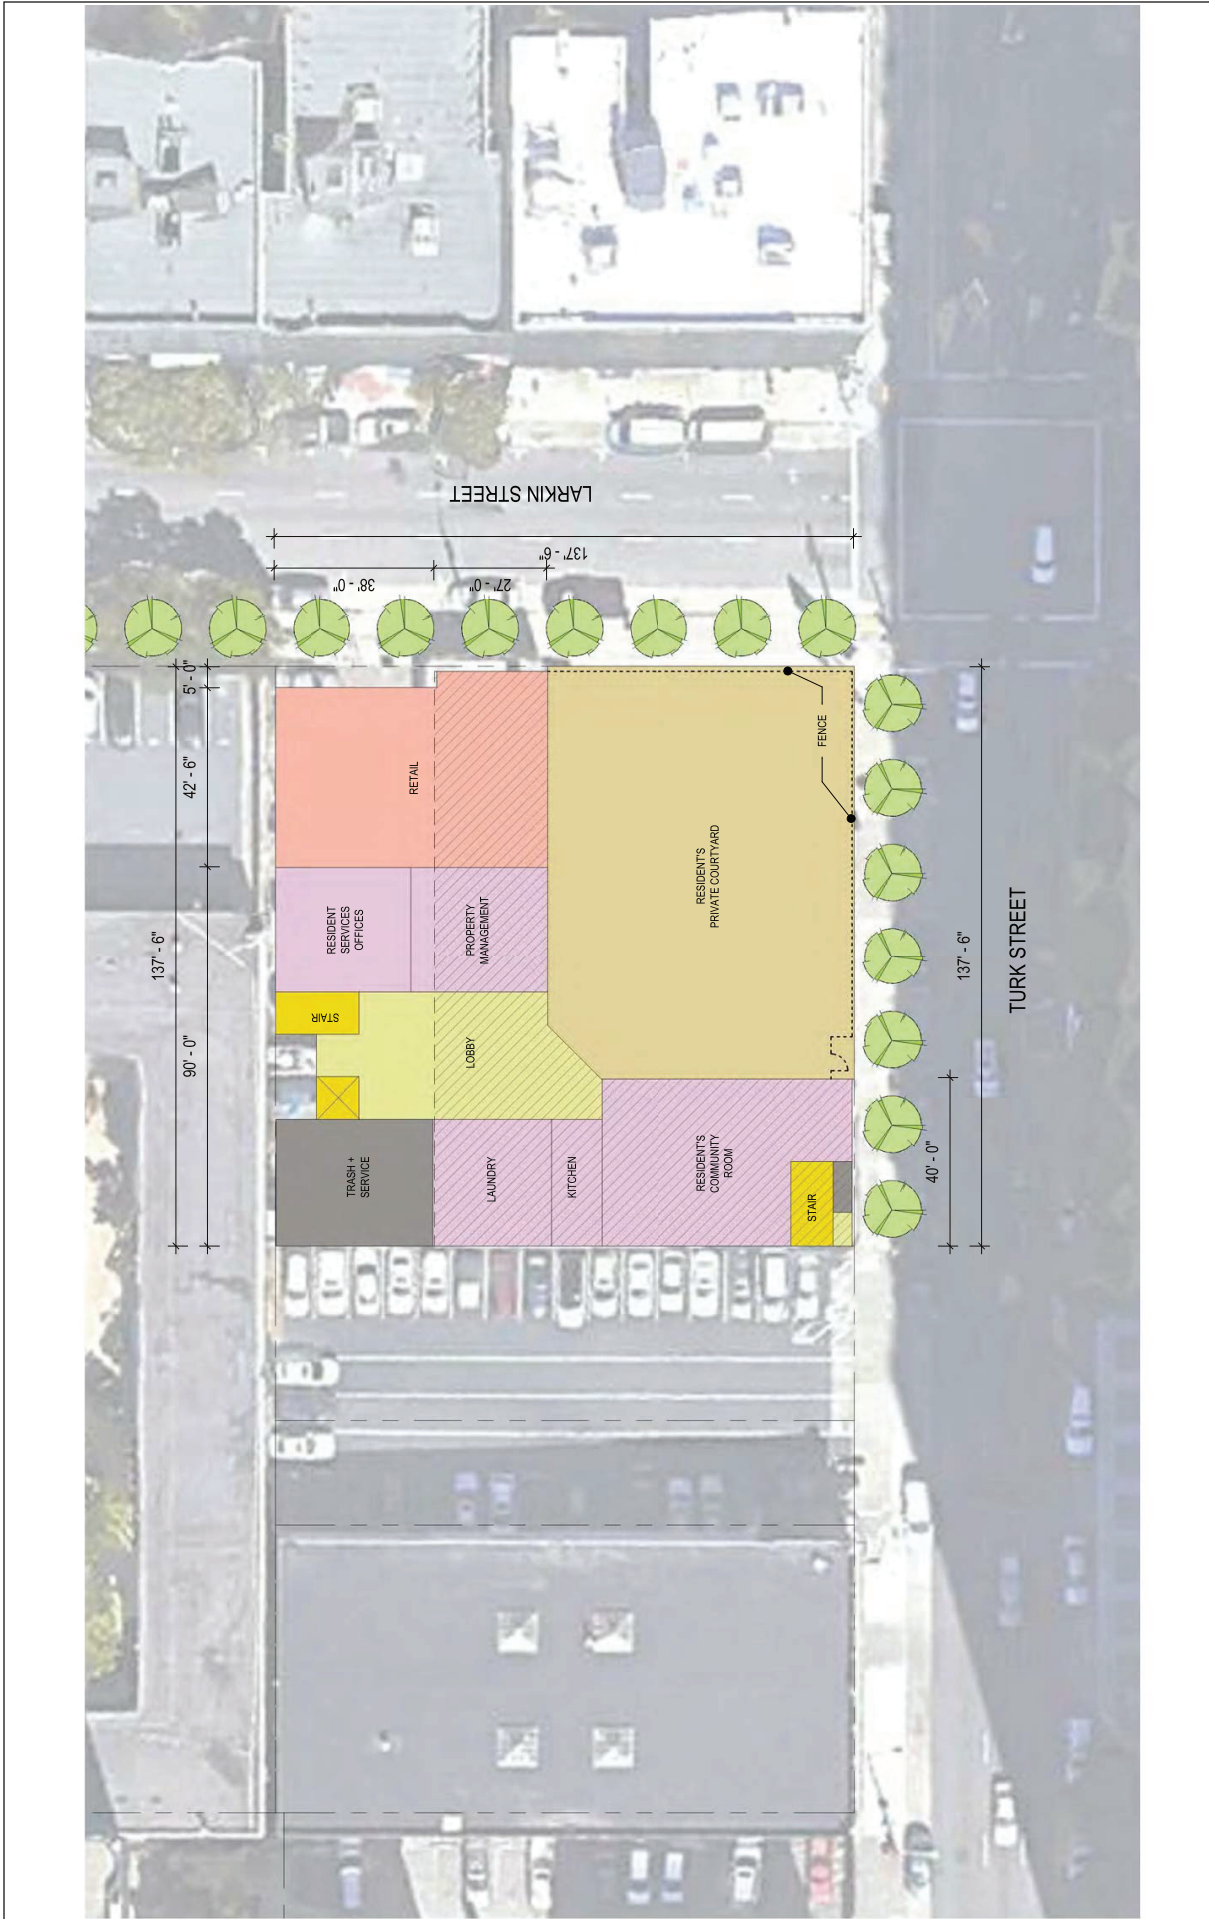 LARKIN STREET
137' - 6"
38' - 0"
27' - 0"
5' - 0"
42' - 6"
137' - 6"
90' - 0"
RETAIL
FENCE
RESIDENT
SERVICES
OFFICES
PROPERTY
MANAGEMENT
RESIDENT'S
PRIVATE COURTYARD
STAIR
LOBBY
TRASH +
SERVICE
LAUNDRY
KITCHEN
RESIDENT'S
COMMUNITY
ROOM
STAIR
137' - 6"
40' - 0"
TURK STREET